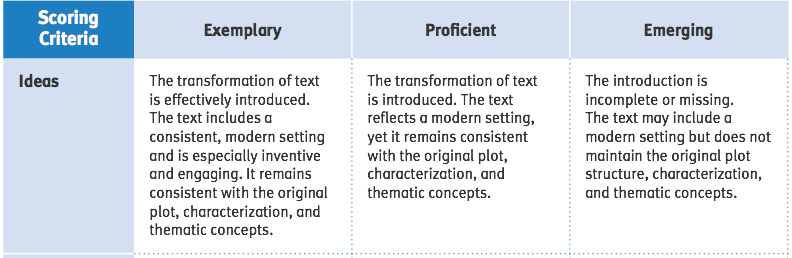 Scoring
Criteria
Exemplary
Proficient
Emerging
Ideas
The transformation of text
is effectively introduced.
The text includes a
consistent, modern setting
and is especially inventive
and engaging. It remains
consistent with the original
plot, characterization, and
thematic concepts.
The transformation of text
is introduced. The text
reflects a modern setting,
yet it remains consistent
with the original plot,
characterization, and
thematic concepts.
The introduction is
incomplete or missing.
The text may include a
modern setting but does not
maintain the original plot
structure, characterization,
and thematic concepts.